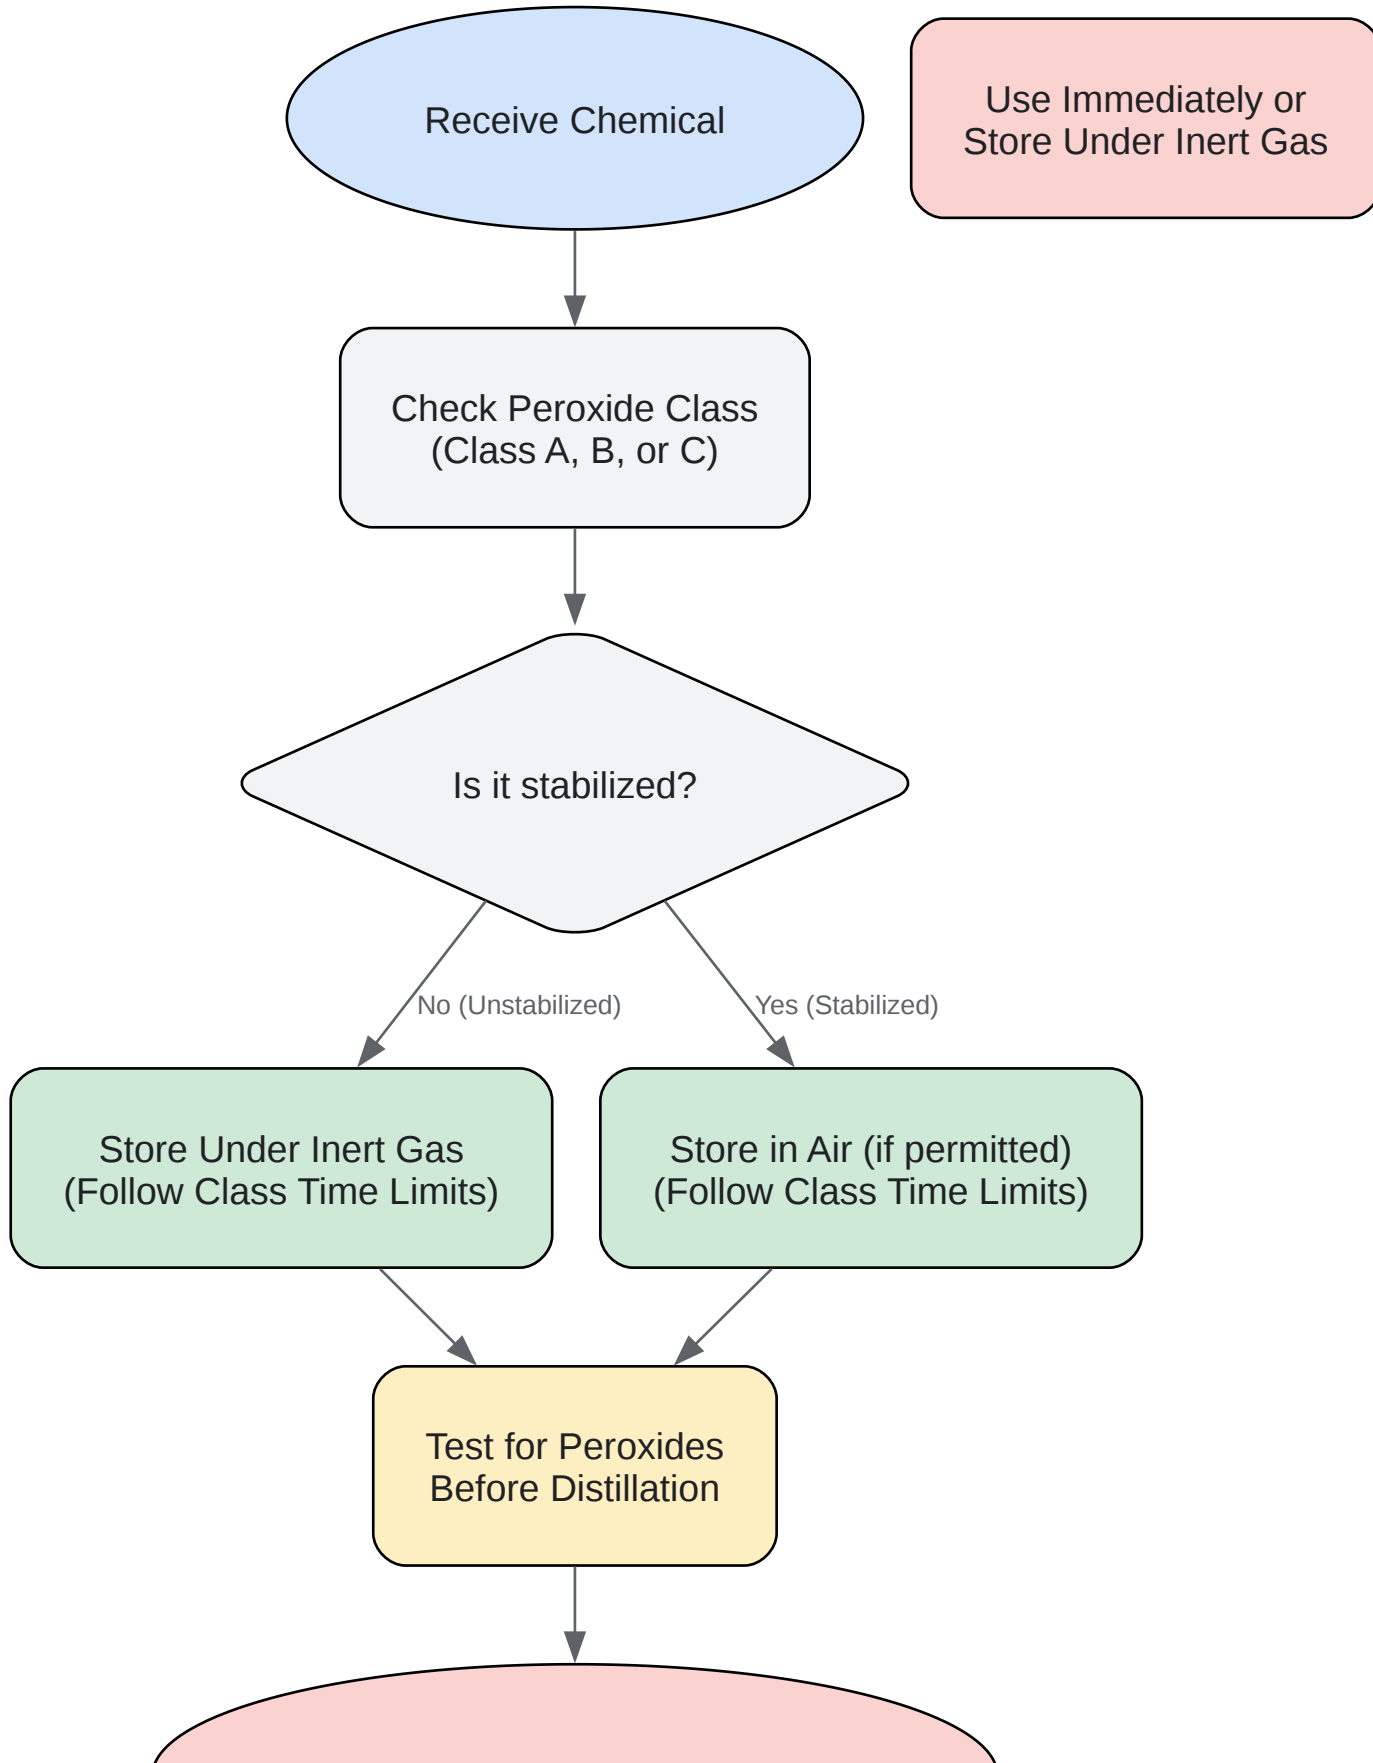 Receive Chemical
Use Immediately or
Store Under Inert Gas
Check Peroxide Class
(Class A, B, or C)
Is it stabilized?
No (Unstabilized)
Yes (Stabilized)
Store Under Inert Gas
(Follow Class Time Limits)
Store in Air (if permitted)
(Follow Class Time Limits)
Test for Peroxides
Before Distillation